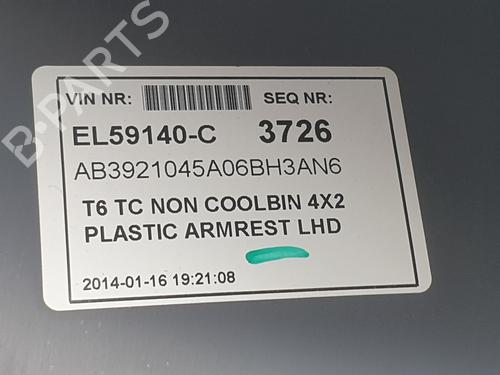 VIN NR:
SEQ NR:
EL59140-C
3726
AB3921045A06BH3AN6
T6 TC NON COOLBIN 4X2
PLASTIC ARMREST LHD
2014-01-16 19:21:08
B-PARTS